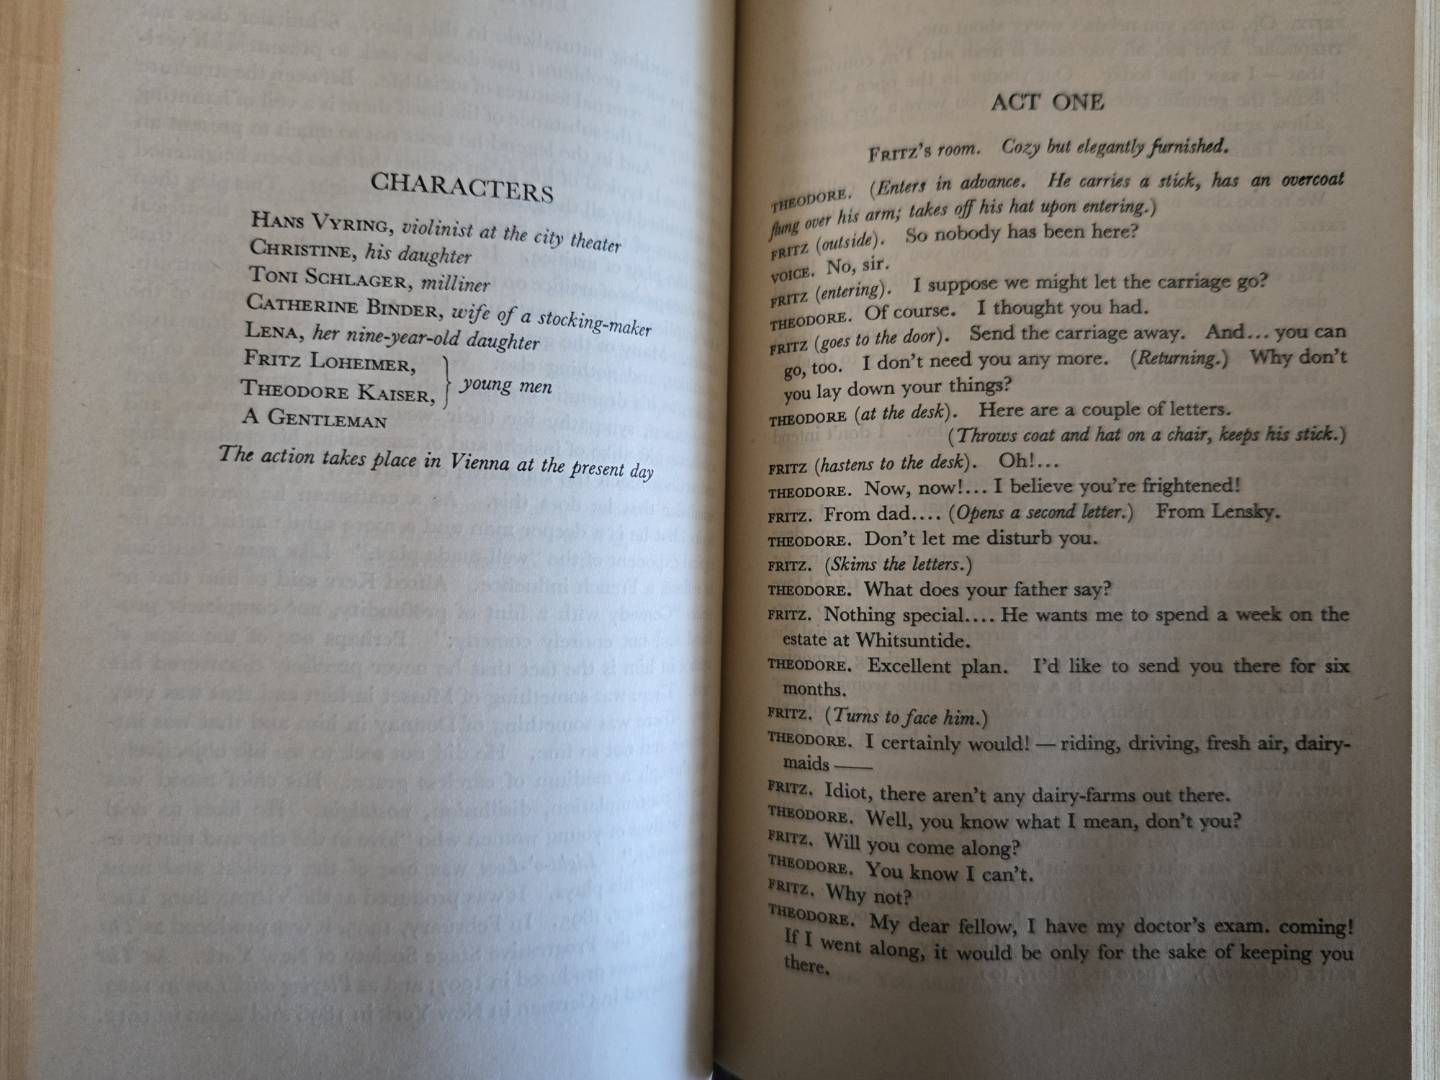 CHARACTERS
HANS VYRING, violinist at the city theater
CHRISTINE, his daughter
TONI SCHLAGER, milliner
CATHERINE BINDER, wife of a stocking-maker
LENA, her nine-year-old daughter
FRITZ LOHEIMER,
THEODORE KAISER, } young men
A GENTLEMAN
The action takes place in Vienna at the present day
ACT ONE
FRITZ'S room. Cozy but elegantly furnished.
THEODORE. (Enters in advance. He carries a stick, has an overcoat
flung over his arm; takes off his hat upon entering.)
FRITZ (outside). So nobody has been here?
VOICE. No, sir.
FRITZ (entering). I suppose we might let the carriage go?
THEODORE. Of course. I thought you had.
FRITZ (goes to the door). Send the carriage away. And... you can
go, too. I don't need you any more. (Returning.) Why don't
you lay down your things?
THEODORE (at the desk). Here are a couple of letters.
(Throws coat and hat on a chair, keeps his stick.)
FRITZ (hastens to the desk). Oh!...
THEODORE. Now, now!... I believe you're frightened!
FRITZ. From dad.... (Opens a second letter.) From Lensky.
THEODORE. Don't let me disturb you.
FRITZ. (Skims the letters.)
THEODORE. What does your father say?
FRITZ. Nothing special.... He wants me to spend a week on the
estate at Whitsuntide.
THEODORE. Excellent plan. I'd like to send you there for six
months.
FRITZ. (Turns to face him.)
THEODORE. I certainly would! — riding, driving, fresh air, dairy-
maids ——
FRITZ. Idiot, there aren't any dairy-farms out there.
THEODORE. Well, you know what I mean, don't you?
FRITZ. Will you come along?
THEODORE. You know I can't.
FRITZ. Why not?
THEODORE. My dear fellow, I have my doctor's exam. coming!
If I went along, it would be only for the sake of keeping you
there.